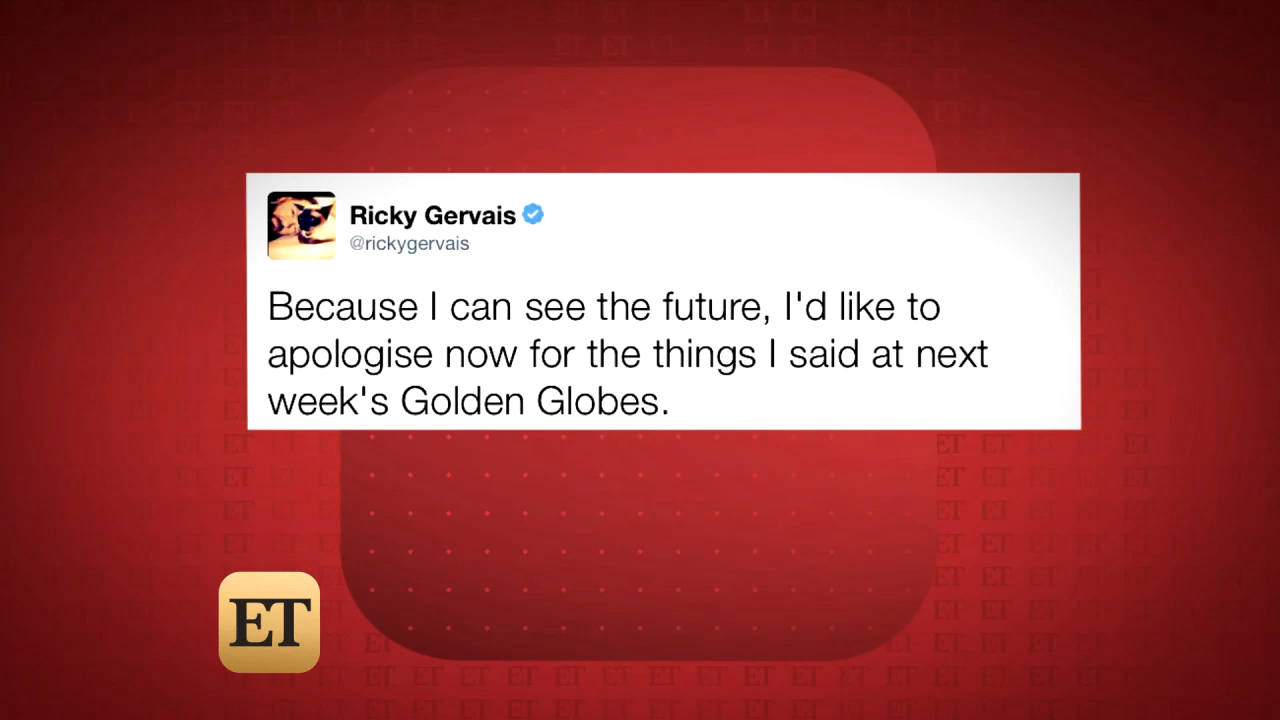 Ricky Gervais
@rickygervais
Because I can see the future, I'd like to
apologise now for the things I said at next
week's Golden Globes.
ET